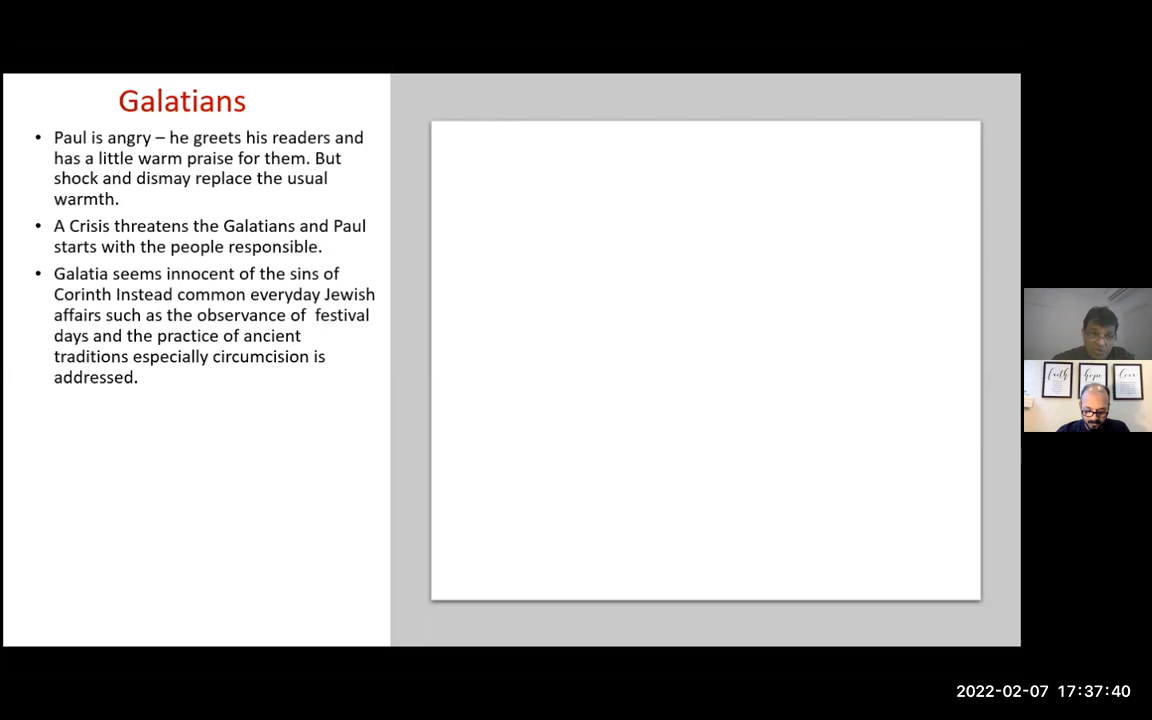 Galatians
• Paul is angry – he greets his readers and
has a little warm praise for them. But
shock and dismay replace the usual
warmth.
• A Crisis threatens the Galatians and Paul
starts with the people responsible.
• Galatia seems innocent of the sins of
Corinth Instead common everyday Jewish
affairs such as the observance of  festival
days and the practice of ancient
traditions especially circumcision is
addressed.
faith
hope
Love
2022-02-07 17:37:40